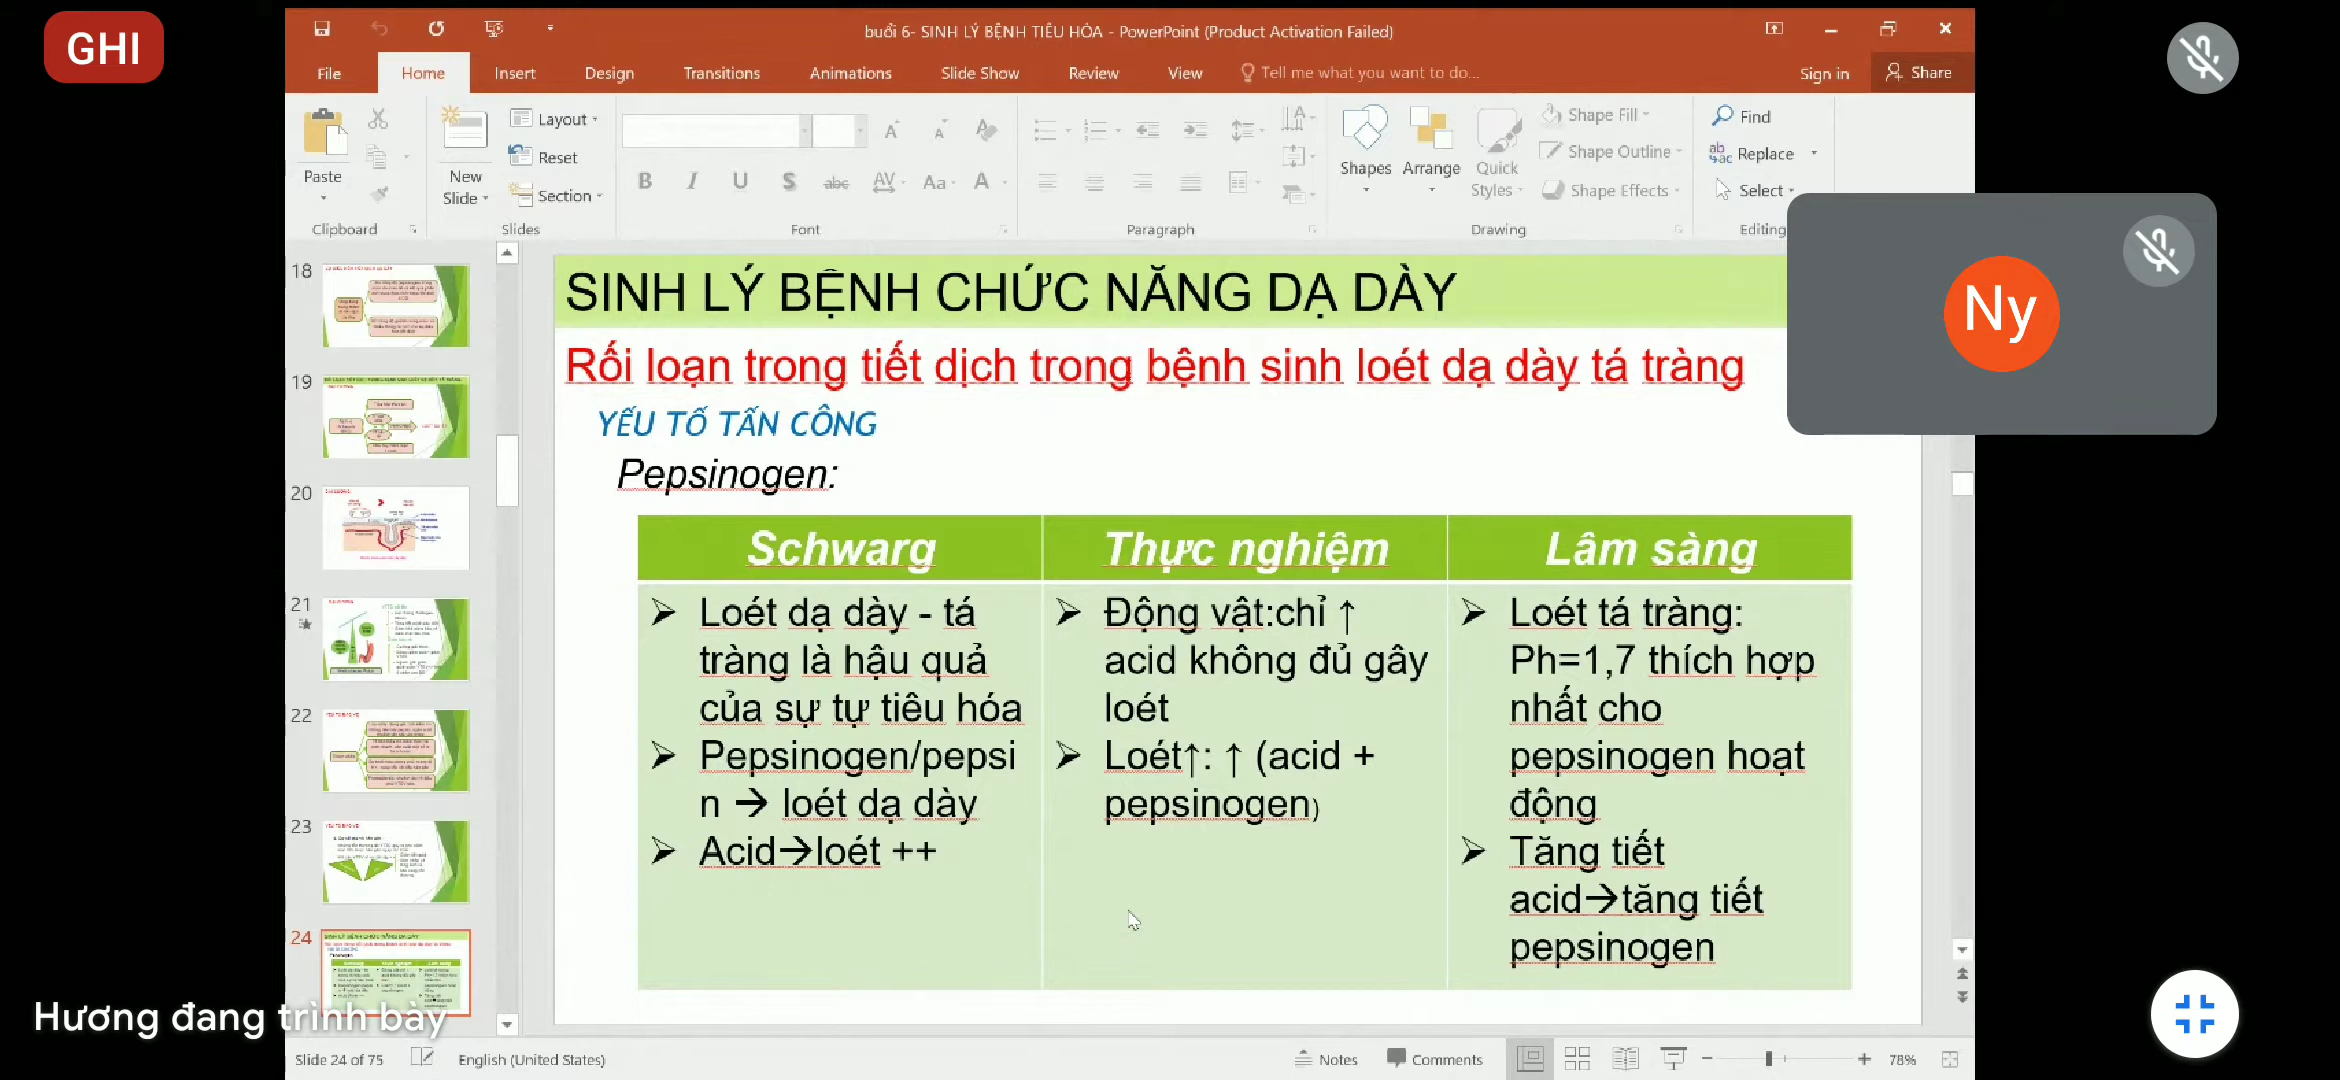 GHI
buổi 6- SINH LÝ BỆNH TIÊU HÓA - PowerPoint (Product Activation Failed)
File Home Insert Design Transitions Animations Slide Show Review View Tell me what you want to do... Sign in Share
Paste
Clipboard
New Slide
Layout
Reset
Section
Slides
B I U S abc AV Aa A
Font
Paragraph
Shapes
Arrange
Quick Styles
Shape Fill
Shape Outline
Shape Effects
Drawing
Find
Replace
Select
Editing
Ny
18
19
20
21
22
23
24
SINH LÝ BỆNH CHỨC NĂNG DẠ DÀY
Rối loạn trong tiết dịch trong bệnh sinh loét dạ dày tá tràng
YẾU TỐ TẤN CÔNG
Pepsinogen:
Schwarg
➢ Loét dạ dày - tá
tràng là hậu quả
của sự tự tiêu hóa
➢ Pepsinogen/pepsi
n → loét dạ dày
➢ Acid→loét ++
Thực nghiệm
➢ Động vật:chỉ ↑
acid không đủ gây
loét
➢ Loét↑: ↑ (acid +
pepsinogen)
Lâm sàng
➢ Loét tá tràng:
Ph=1,7 thích hợp
nhất cho
pepsinogen hoạt
động
➢ Tăng tiết
acid→tăng tiết
pepsinogen
Hương đang trình bày
Slide 24 of 75 English (United States) Notes Comments 78%